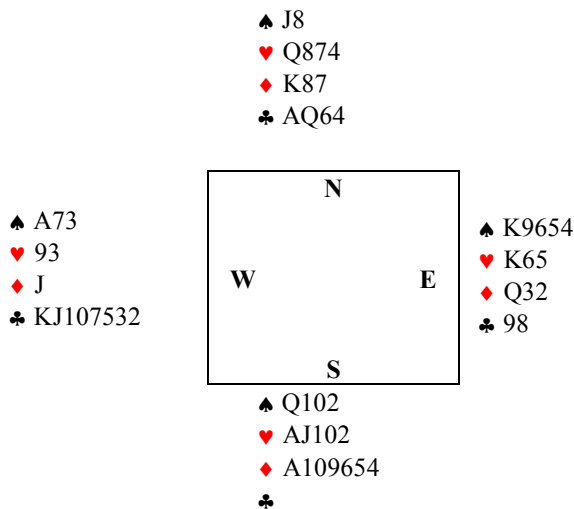 ♠ J8
♥ Q874
♦ K87
♣ AQ64
N
♠ A73
♥ 93
♦ J
♣ KJ107532
W
E
♠ K9654
♥ K65
♦ Q32
♣ 98
S
♠ Q102
♥ AJ102
♦ A109654
♣